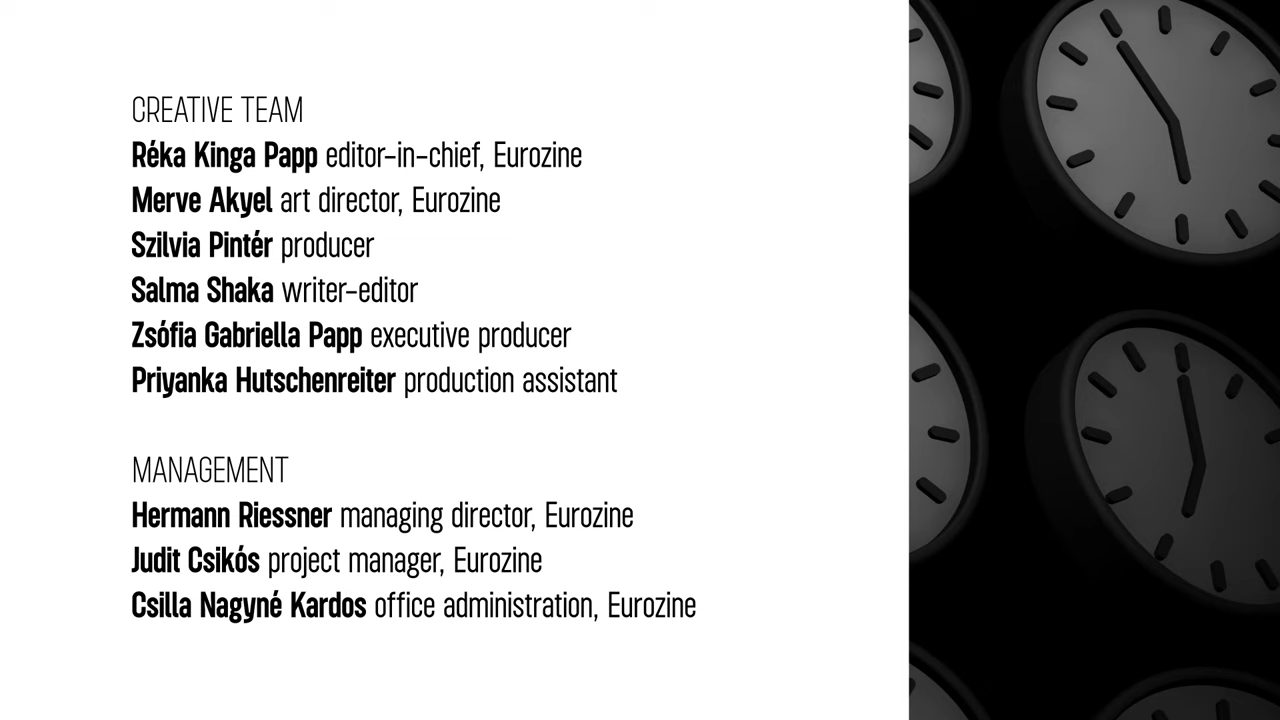 CREATIVE TEAM
Réka Kinga Papp editor-in-chief, Eurozine
Merve Akyel art director, Eurozine
Szilvia Pintér producer
Salma Shaka writer-editor
Zsófia Gabriella Papp executive producer
Priyanka Hutschenreiter production assistant
MANAGEMENT
Hermann Riessner managing director, Eurozine
Judit Csikós project manager, Eurozine
Csilla Nagyné Kardos office administration, Eurozine